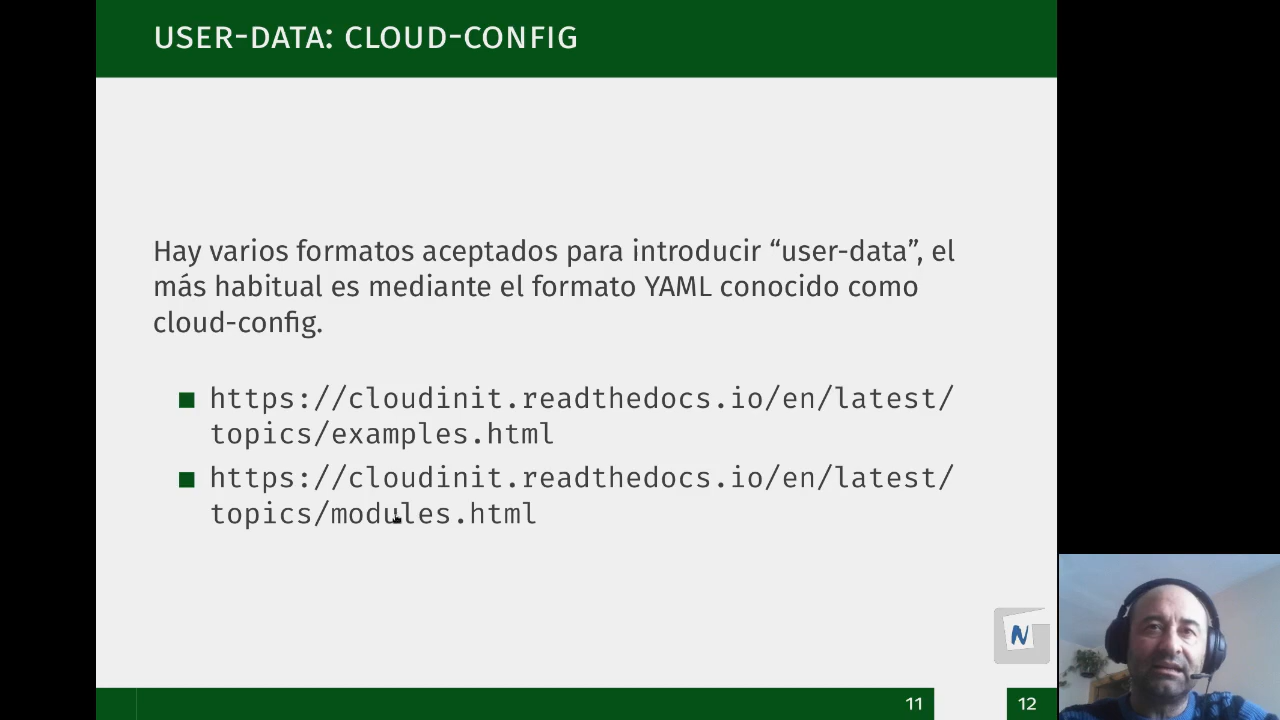 USER-DATA: CLOUD-CONFIG
Hay varios formatos aceptados para introducir “user-data”, el
más habitual es mediante el formato YAML conocido como
cloud-config.
https://cloudinit.readthedocs.io/en/latest/
topics/examples.html
https://cloudinit.readthedocs.io/en/latest/
topics/modules.html
N
11
12